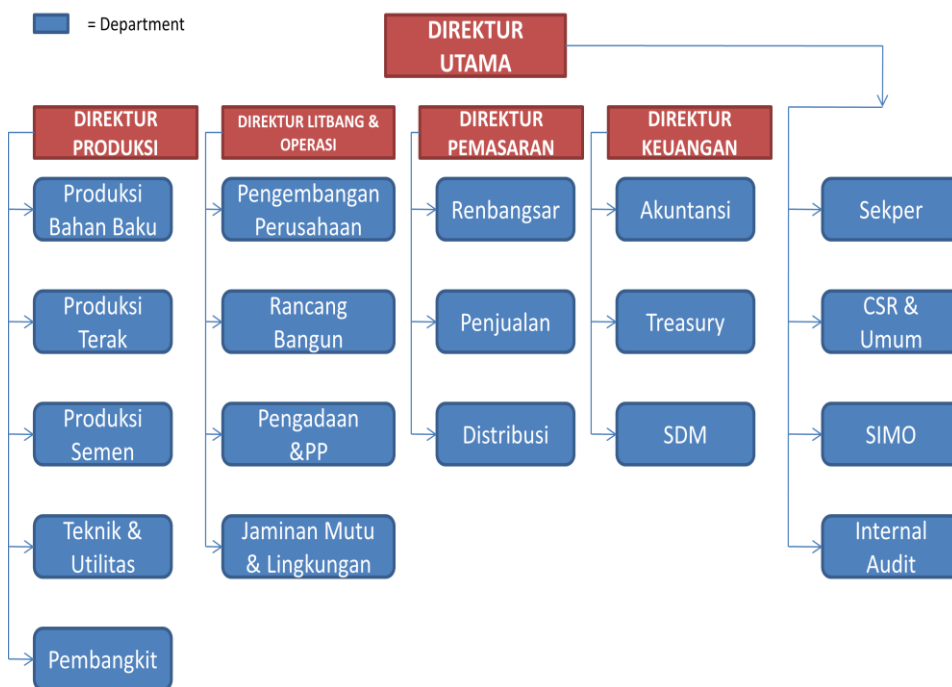 = Department
DIREKTUR
UTAMA
DIREKTUR
PRODUKSI
DIREKTUR LITBANG &
OPERASI
DIREKTUR
PEMASARAN
DIREKTUR
KEUANGAN
Produksi
Bahan Baku
Pengembangan
Perusahaan
Renbangsar
Akuntansi
Sekper
Produksi
Terak
Rancang
Bangun
Penjualan
Treasury
CSR &
Umum
Produksi
Semen
Pengadaan
&PP
Distribusi
SDM
SIMO
Teknik &
Utilitas
Jaminan Mutu
& Lingkungan
Internal
Audit
Pembangkit